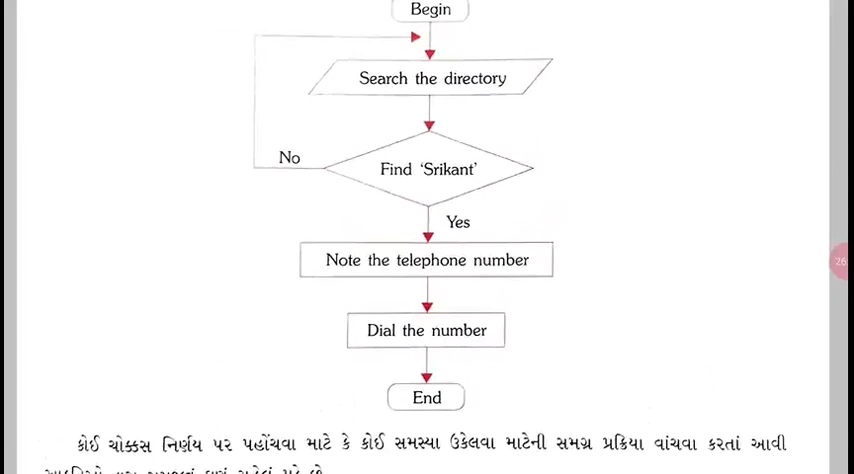 Begin
Search the directory
No
Find ‘Srikant’
Yes
Note the telephone number
Dial the number
End
કોઈ ચોક્કસ નિર્ણય પર પહોંચવા માટે કે કોઈ સમસ્યા ઉકેલવા માટેની સમગ્ર પ્રક્રિયા વાંચવા કરતાં આવી
26